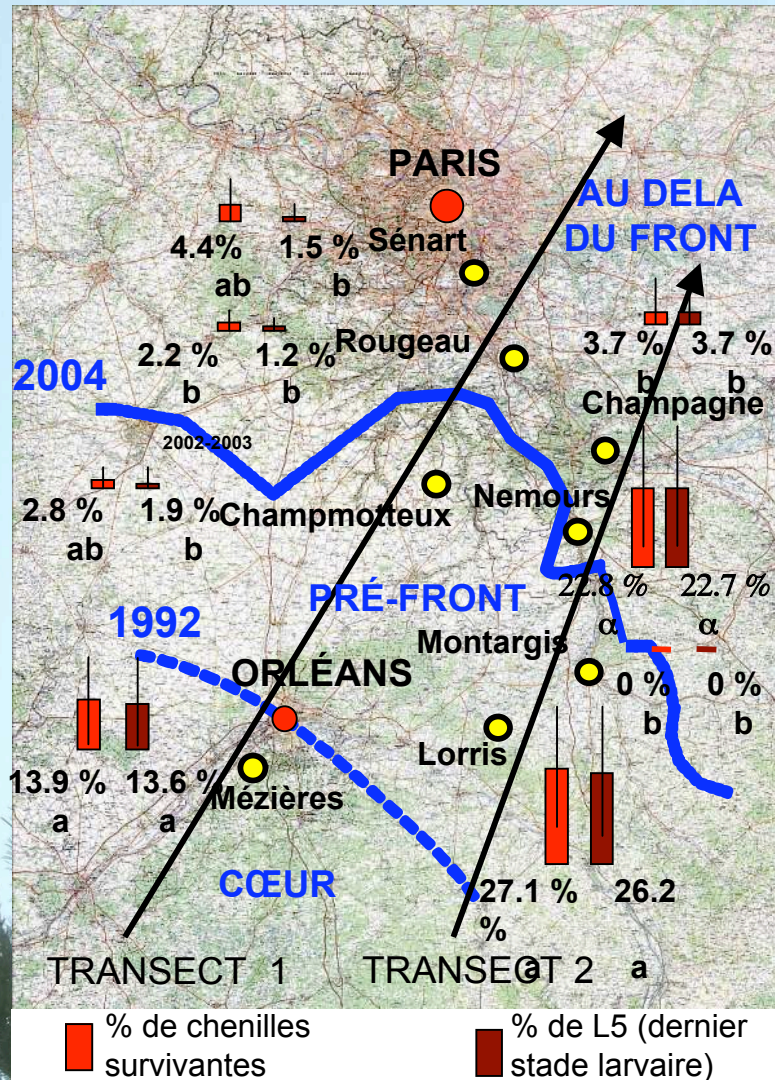 PARIS
AU DELA
DU FRONT
Sénart
4.4%
ab
1.5 %
b
Rougeau
2.2 %
b
1.2 %
b
3.7 %
b
3.7 %
b
2004
Champagne
2002-2003
2.8 %
ab
1.9 %
b
Champmotteux
Nemours
22.8 %
α
22.7 %
α
PRÉ-FRONT
1992
Montargis
0 %
b
0 %
b
ORLÉANS
Lorris
13.9 %
a
13.6 %
a
Mézières
CŒUR
27.1 %
%
a
26.2
a
TRANSECT 1
TRANSECT 2
% de chenilles
survivantes
% de L5 (dernier
stade larvaire)